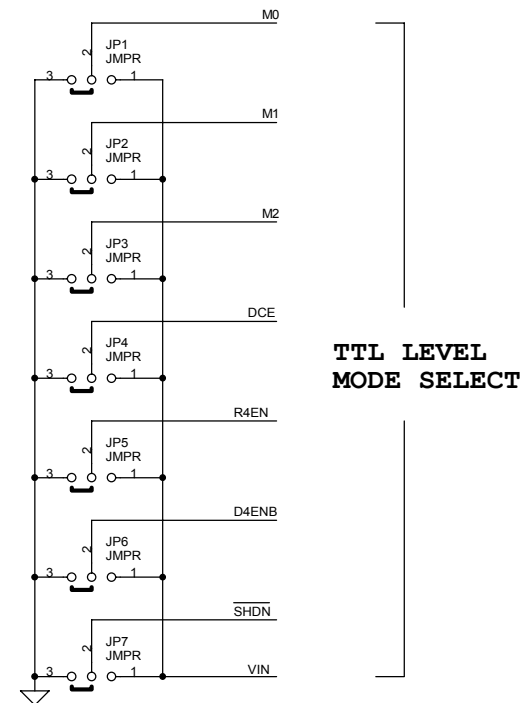 M0
JP1
JMPR
2
3
1
M1
JP2
JMPR
2
3
1
M2
JP3
JMPR
2
3
1
DCE
JP4
JMPR
2
3
1
TTL LEVEL
MODE SELECT
R4EN
JP5
JMPR
2
3
1
D4ENB
JP6
JMPR
2
3
1
SHDN
JP7
JMPR
2
3
1
VIN